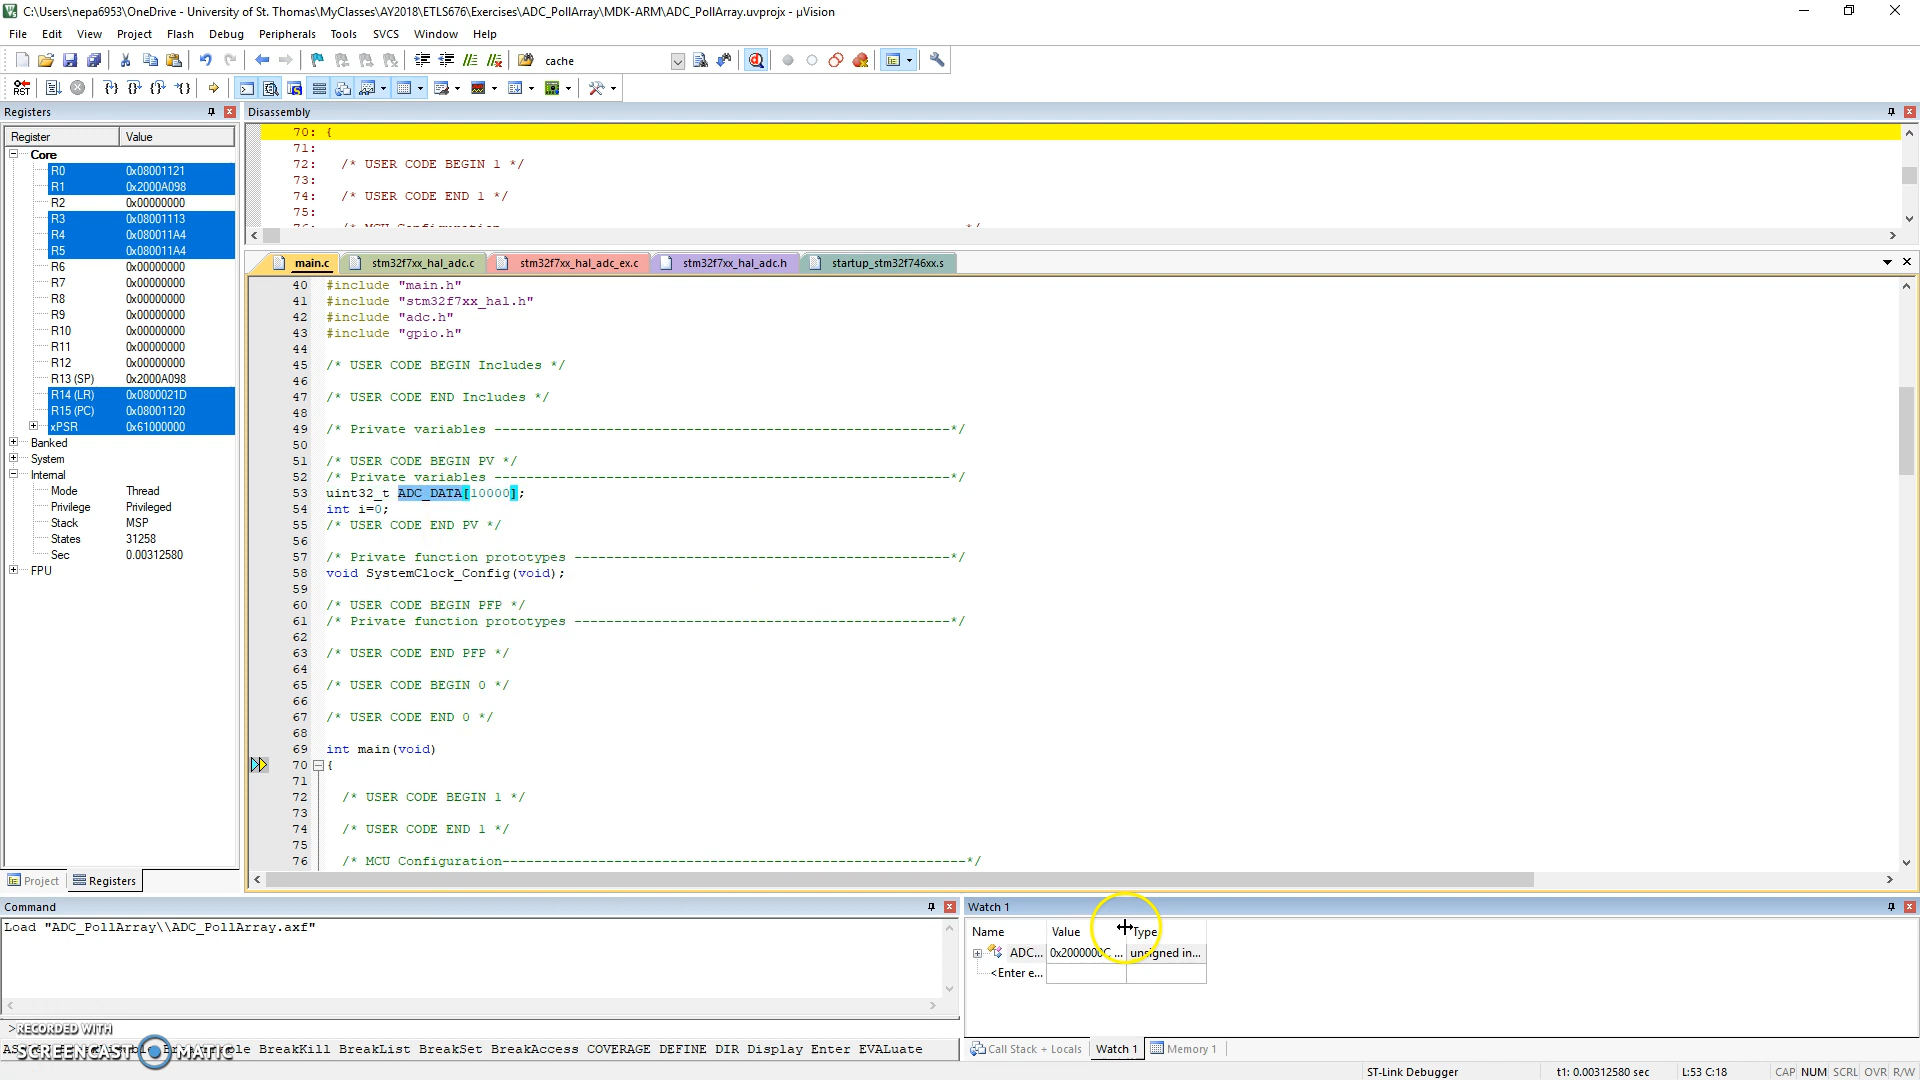 C:\Users\nepa6953\OneDrive - University of St. Thomas\MyClasses\AY2018\ETLS676\Exercises\ADC_PollArray\MDK-ARM\ADC_PollArray.uvprojx - µVision
File Edit View Project Flash Debug Peripherals Tools SVCS Window Help
cache
RST
Registers
Register Value
Core
R0 0x08001121
R1 0x2000A098
R2 0x00000000
R3 0x08001113
R4 0x080011A4
R5 0x080011A4
R6 0x00000000
R7 0x00000000
R8 0x00000000
R9 0x00000000
R10 0x00000000
R11 0x00000000
R12 0x00000000
R13 (SP) 0x2000A098
R14 (LR) 0x0800021D
R15 (PC) 0x08001120
xPSR 0x61000000
Banked
System
Internal
Mode Thread
Privilege Privileged
Stack MSP
States 31258
Sec 0.00312580
FPU
Project Registers
Disassembly
70: {
71:
72: /* USER CODE BEGIN 1 */
73:
74: /* USER CODE END 1 */
75:
main.c stm32f7xx_hal_adc.c stm32f7xx_hal_adc_ex.c stm32f7xx_hal_adc.h startup_stm32f746xx.s
40 #include "main.h"
41 #include "stm32f7xx_hal.h"
42 #include "adc.h"
43 #include "gpio.h"
44
45 /* USER CODE BEGIN Includes */
46
47 /* USER CODE END Includes */
48
49 /* Private variables ---------------------------------------------------------*/
50
51 /* USER CODE BEGIN PV */
52 /* Private variables ---------------------------------------------------------*/
53 uint32_t ADC_DATA[10000];
54 int i=0;
55 /* USER CODE END PV */
56
57 /* Private function prototypes -----------------------------------------------*/
58 void SystemClock_Config(void);
59
60 /* USER CODE BEGIN PFP */
61 /* Private function prototypes -----------------------------------------------*/
62
63 /* USER CODE END PFP */
64
65 /* USER CODE BEGIN 0 */
66
67 /* USER CODE END 0 */
68
69 int main(void)
70 {
71
72 /* USER CODE BEGIN 1 */
73
74 /* USER CODE END 1 */
75
76 /* MCU Configuration----------------------------------------------------------*/
Command
Load "ADC_PollArray\\ADC_PollArray.axf"
>
RECORDED WITH
SCREENCAST MATIC
BreakKill BreakList BreakSet BreakAccess COVERAGE DEFINE DIR Display Enter EVALuate
Watch 1
Name Value Type
ADC... 0x2000000C ... unsigned in...
<Enter e...
Call Stack + Locals Watch 1 Memory 1
ST-Link Debugger t1: 0.00312580 sec L:53 C:18 CAP NUM SCRL OVR R/W